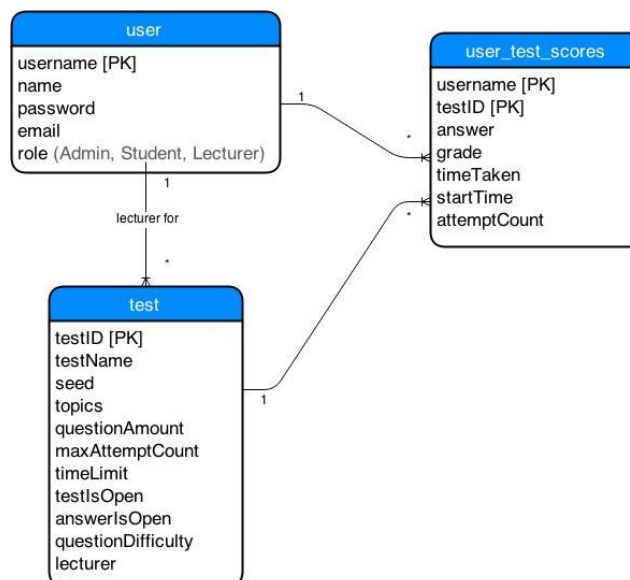 user
username [PK]
name
password
email
role (Admin, Student, Lecturer)
user_test_scores
username [PK]
testID [PK]
answer
grade
timeTaken
startTime
attemptCount
1
*
1
lecturer for
*
*
1
test
testID [PK]
testName
seed
topics
questionAmount
maxAttemptCount
timeLimit
testIsOpen
answerIsOpen
questionDifficulty
lecturer